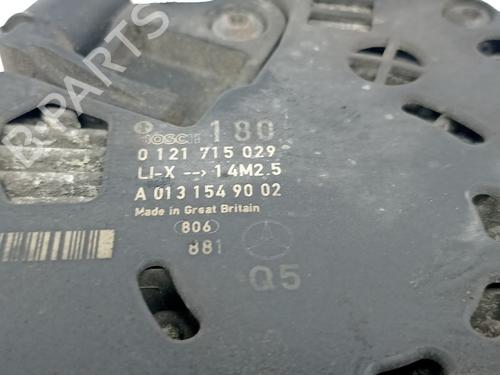 BOSCH 180
0 121 715 029
LI-X --> 14M2.5
A 013 154 90 02
Made in Great Britain
806
881
Q5
B-PARTS